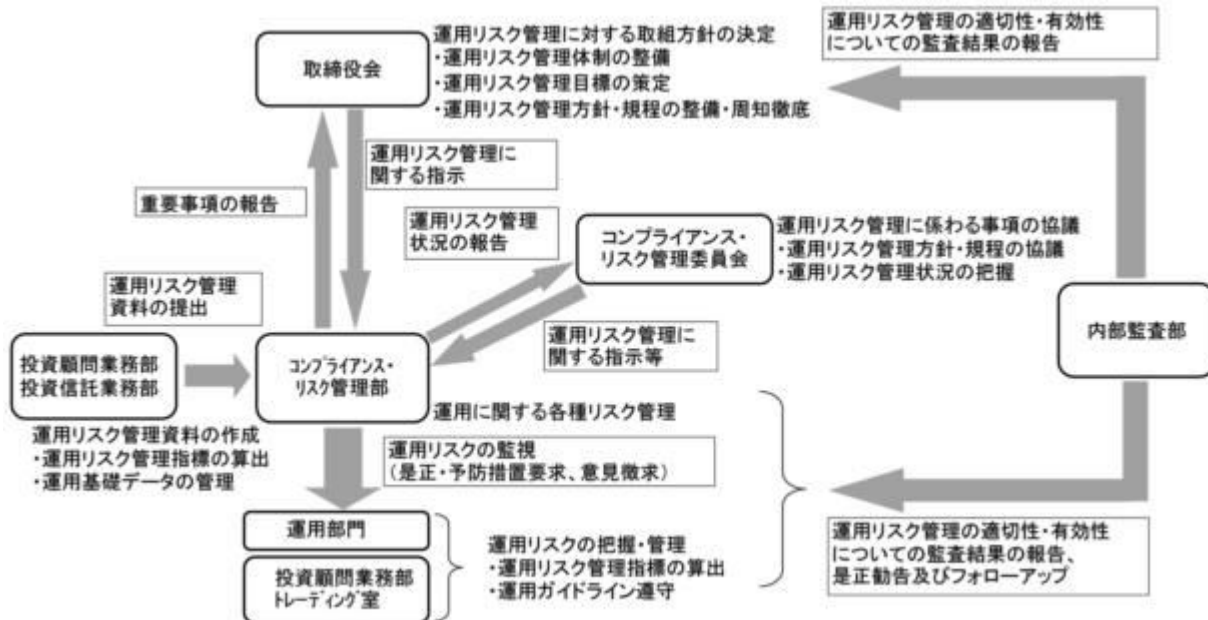 取締役会
運用リスク管理に対する取組方針の決定
・運用リスク管理体制の整備
・運用リスク管理目標の策定
・運用リスク管理方針・規程の整備・周知徹底
運用リスク管理の適切性・有効性
についての監査結果の報告
運用リスク管理に
関する指示
重要事項の報告
運用リスク管理
状況の報告
コンプライアンス・
リスク管理委員会
運用リスク管理に係わる事項の協議
・運用リスク管理方針・規程の協議
・運用リスク管理状況の把握
運用リスク管理
資料の提出
運用リスク管理に
関する指示等
内部監査部
投資顧問業務部
投資信託業務部
コンプライアンス・
リスク管理部
運用に関する各種リスク管理
運用リスク管理資料の作成
・運用リスク管理指標の算出
・運用基礎データの管理
運用リスクの監視
（是正・予防措置要求、意見徴求）
運用部門
投資顧問業務部
トレーディング室
運用リスクの把握・管理
・運用リスク管理指標の算出
・運用ガイドライン遵守
運用リスク管理の適切性・有効性
についての監査結果の報告、
是正勧告及びフォローアップ